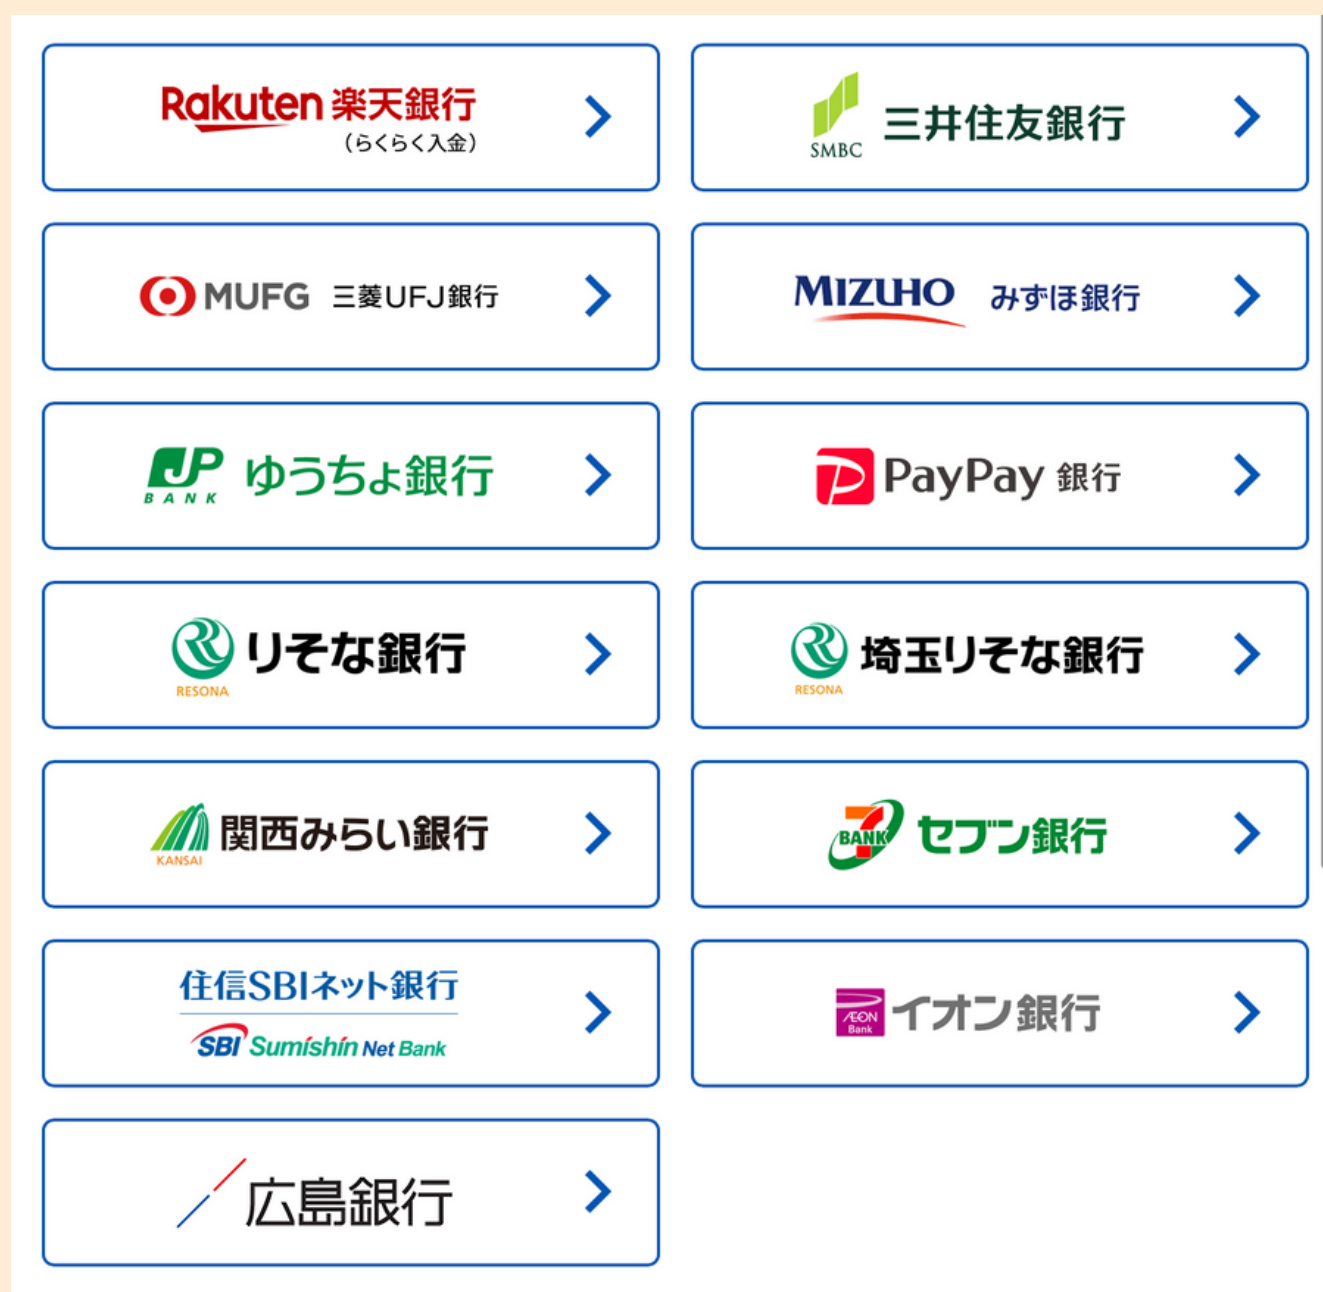 Rakuten 楽天銀行
（らくらく入金）
SMBC 三井住友銀行
MUFG 三菱UFJ銀行
MIZUHO みずほ銀行
JP BANK ゆうちょ銀行
PayPay 銀行
RESONA りそな銀行
RESONA 埼玉りそな銀行
KANSAI 関西みらい銀行
7 BANK セブン銀行
住信SBIネット銀行
SBI Sumishin Net Bank
ÆON Bank イオン銀行
広島銀行